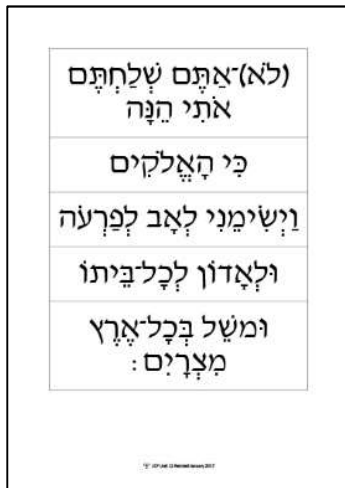 (לֹא)־אַתֶּם שְׁלַחְתֶּם
אֹתִי הֵנָּה
כִּי הָאֱלֹקִים
וַיְשִׂימֵנִי לְאָב לְפַרְעֹה
וּלְאָדוֹן לְכָל־בֵּיתוֹ
וּמֹשֵׁל בְּכָל־אֶרֶץ
מִצְרָיִם: